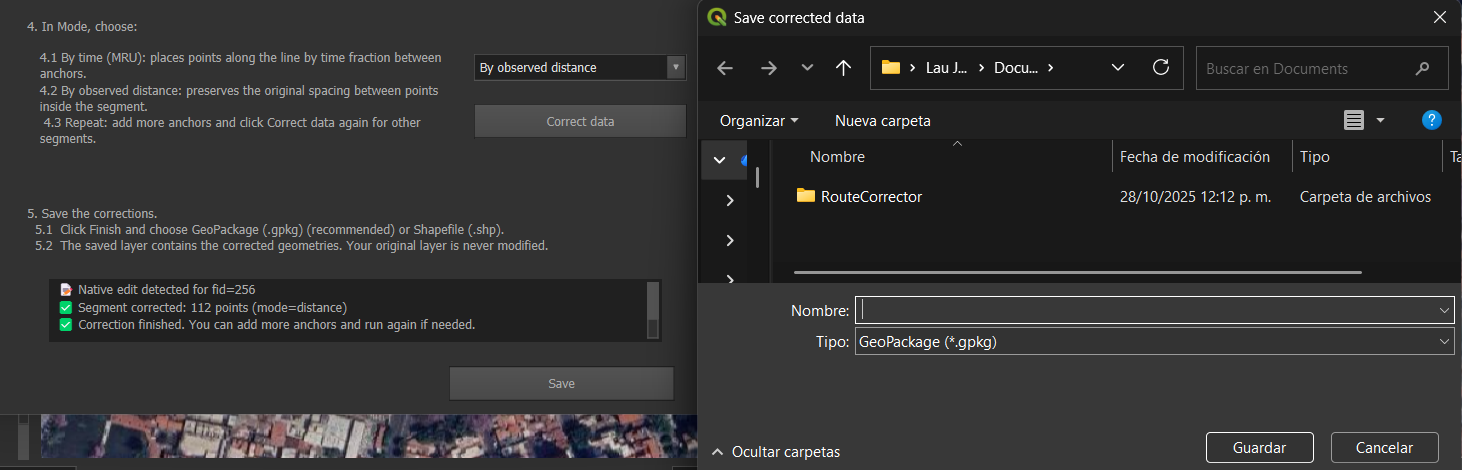 4. In Mode, choose:
4.1 By time (MRU): places points along the line by time fraction between
anchors.
4.2 By observed distance: preserves the original spacing between points
inside the segment.
4.3 Repeat: add more anchors and click Correct data again for other
segments.
By observed distance
Correct data
5. Save the corrections.
5.1 Click Finish and choose GeoPackage (.gpkg) (recommended) or Shapefile (.shp).
5.2 The saved layer contains the corrected geometries. Your original layer is never modified.
Native edit detected for fid=256
Segment corrected: 112 points (mode=distance)
Correction finished. You can add more anchors and run again if needed.
Save
Save corrected data
Lau J... Docu...
Buscar en Documents
Organizar Nueva carpeta
Nombre Fecha de modificación Tipo Ta
RouteCorrector 28/10/2025 12:12 p. m. Carpeta de archivos
Nombre:
Tipo: GeoPackage (*.gpkg)
Ocultar carpetas Guardar Cancelar